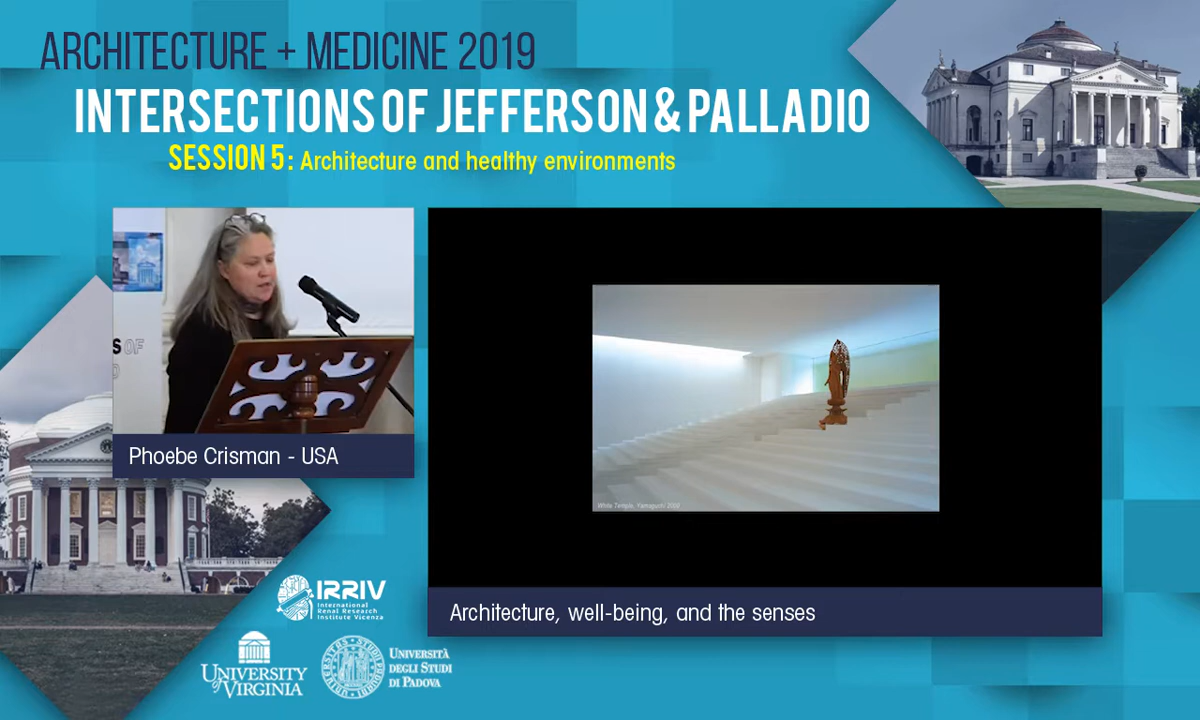 ARCHITECTURE + MEDICINE 2019
INTERSECTIONS OF JEFFERSON & PALLADIO
SESSION 5: Architecture and healthy environments
S OF
Phoebe Crisman - USA
White Temple, Yamaguchi 2000
Architecture, well-being, and the senses
IRRIV
International
Renal Research
Institute Vicenza
UNIVERSITY
of VIRGINIA
UNIVERSITÀ
DEGLI STUDI
DI PADOVA